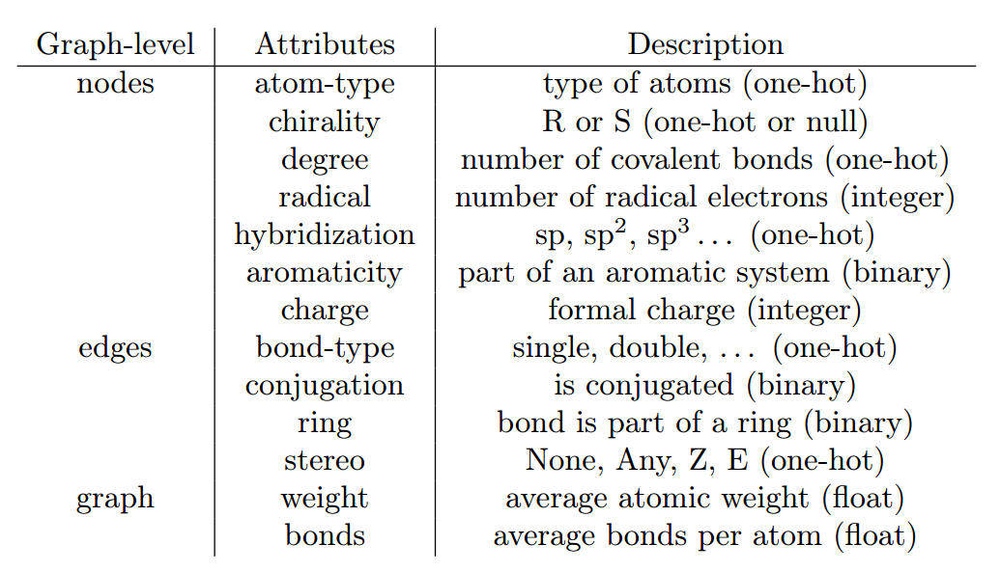 Graph-level Attributes Description
nodes atom-type type of atoms (one-hot)
chirality R or S (one-hot or null)
degree number of covalent bonds (one-hot)
radical number of radical electrons (integer)
hybridization sp, sp², sp³ … (one-hot)
aromaticity part of an aromatic system (binary)
charge formal charge (integer)
edges bond-type single, double, … (one-hot)
conjugation is conjugated (binary)
ring bond is part of a ring (binary)
stereo None, Any, Z, E (one-hot)
graph weight average atomic weight (float)
bonds average bonds per atom (float)